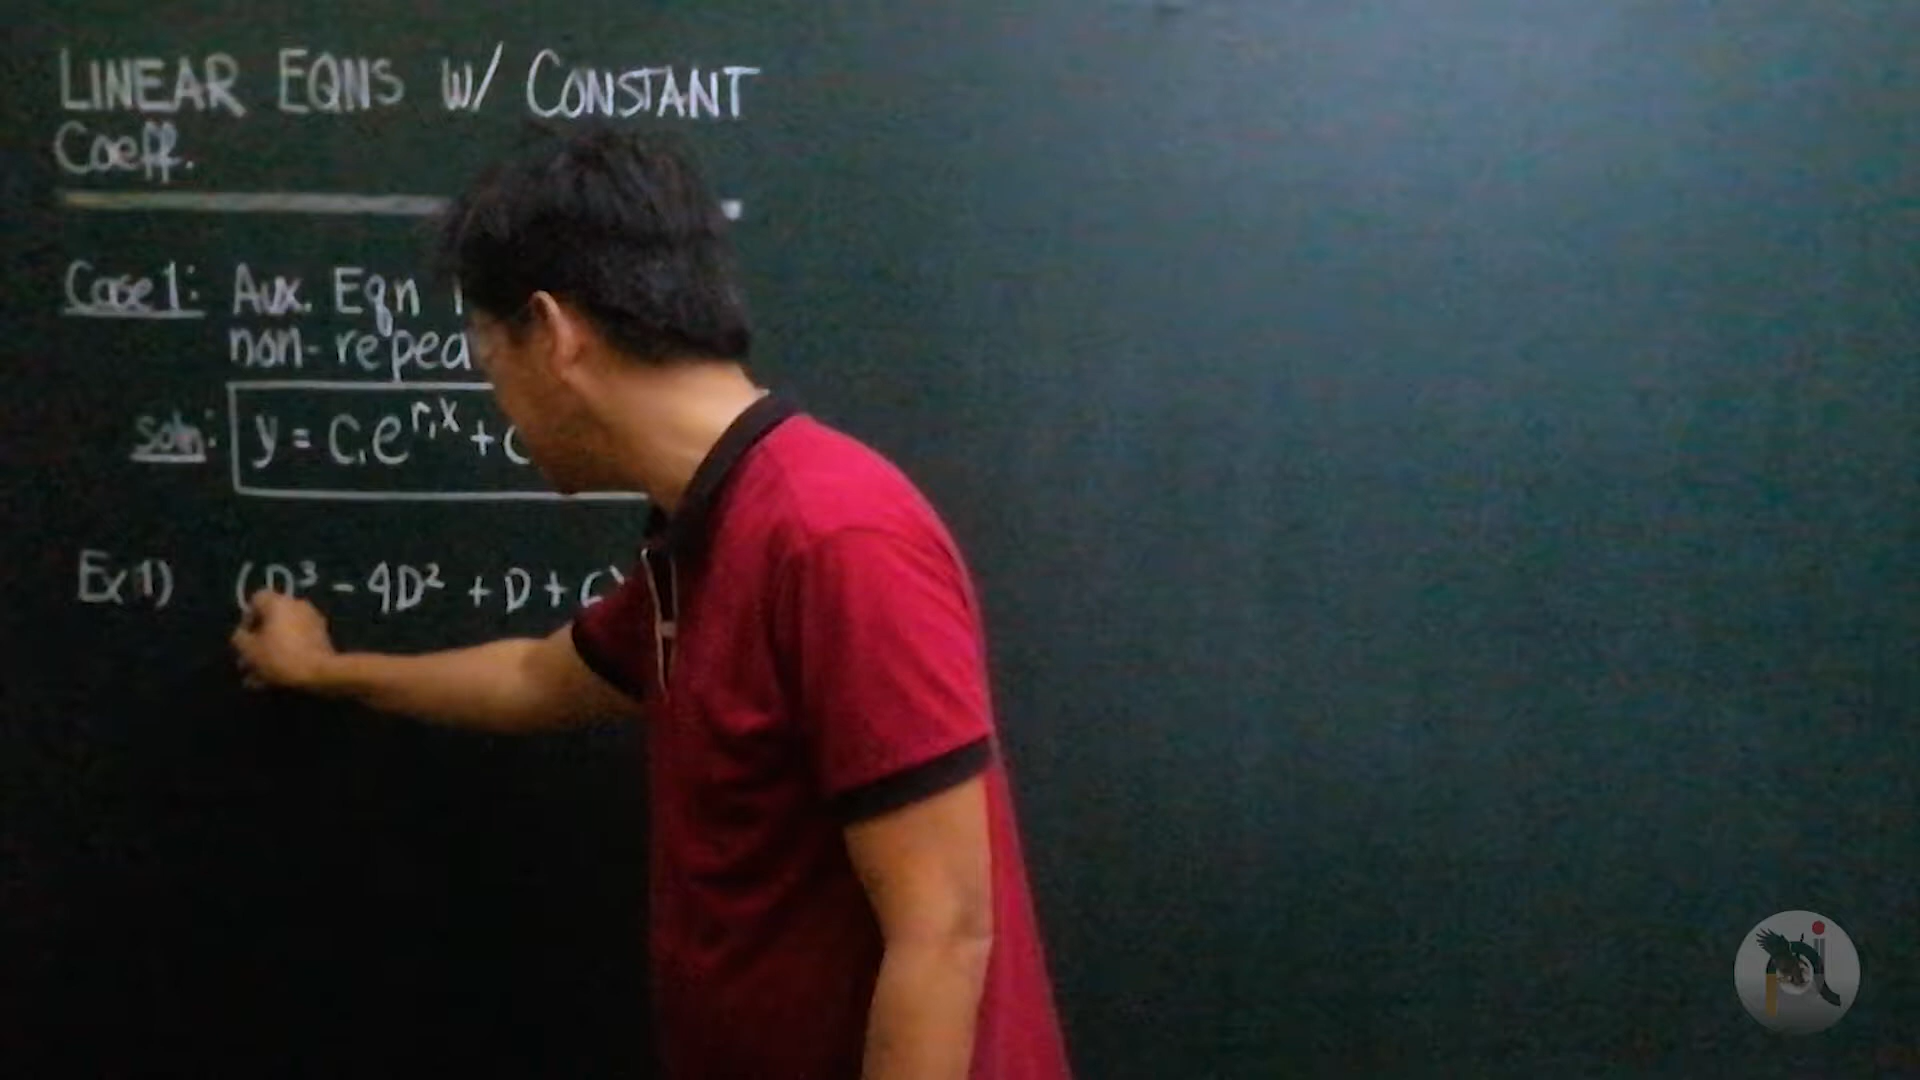 LINEAR EQNS W/ CONSTANT
Coeff.
Case 1: Aux. Eqn
non-repea
soln: y = C₁e^r₁x + c
Ex 1) (D³ - 4D² + D + 6)